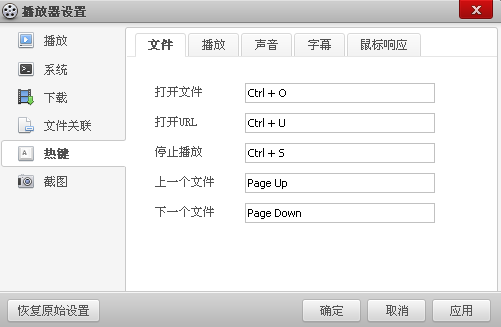 播放器设置
播放
系统
下载
文件关联
热键
截图
文件 播放 声音 字幕 鼠标响应
打开文件 Ctrl + O
打开URL Ctrl + U
停止播放 Ctrl + S
上一个文件 Page Up
下一个文件 Page Down
恢复原始设置 确定 取消 应用